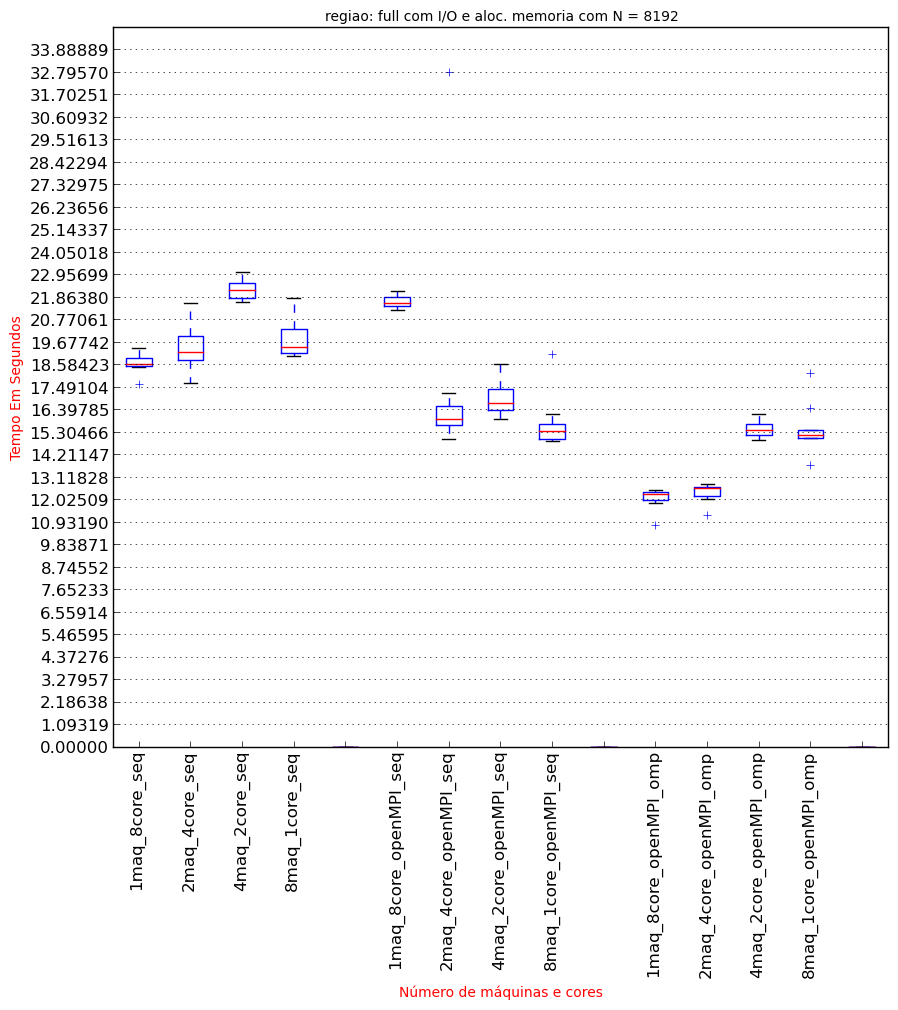 regiao: full com I/O e aloc. memoria com N = 8192
33.88889
32.79570
31.70251
30.60932
29.51613
28.42294
27.32975
26.23656
25.14337
24.05018
22.95699
21.86380
20.77061
19.67742
18.58423
17.49104
16.39785
15.30466
14.21147
13.11828
12.02509
10.93190
9.83871
8.74552
7.65233
6.55914
5.46595
4.37276
3.27957
2.18638
1.09319
0.00000
Tempo Em Segundos
1maq_8core_seq
2maq_4core_seq
4maq_2core_seq
8maq_1core_seq
1maq_8core_openMPI_seq
2maq_4core_openMPI_seq
4maq_2core_openMPI_seq
8maq_1core_openMPI_seq
1maq_8core_openMPI_omp
2maq_4core_openMPI_omp
4maq_2core_openMPI_omp
8maq_1core_openMPI_omp
Número de máquinas e cores